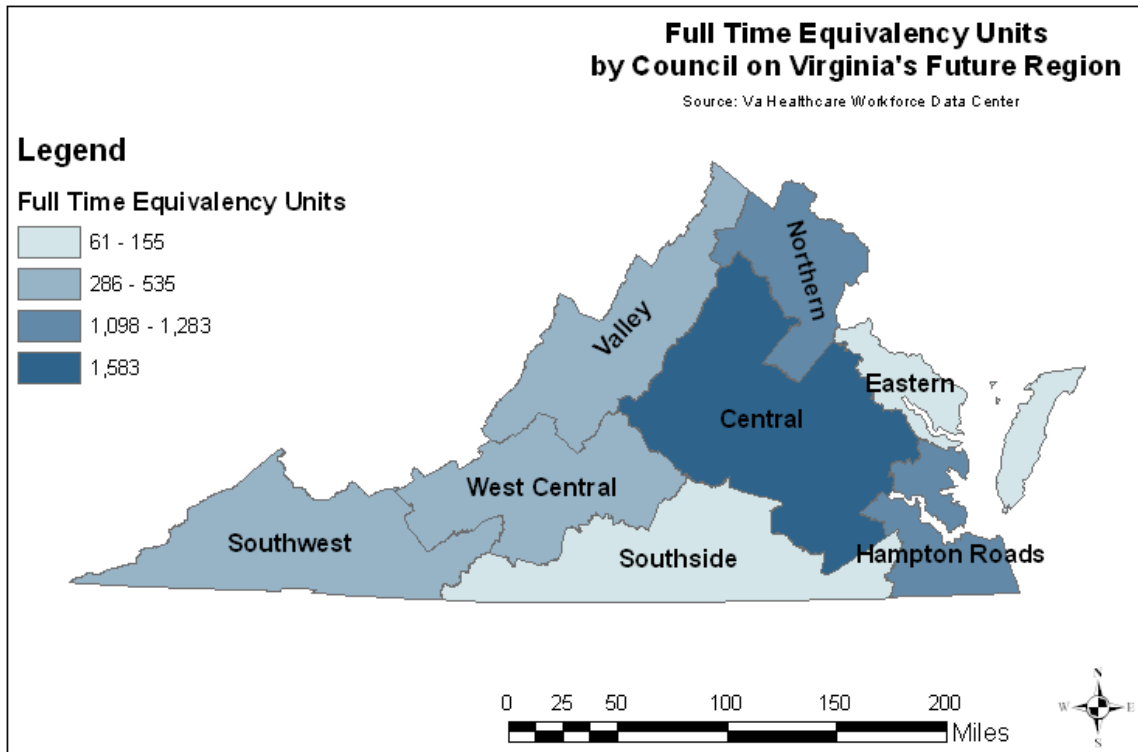 Full Time Equivalency Units
by Council on Virginia's Future Region
Source: Va Healthcare Workforce Data Center
Legend
Full Time Equivalency Units
61 - 155
286 - 535
1,098 - 1,283
1,583
Northern
Valley
Eastern
Central
West Central
Southwest
Southside
Hampton Roads
0 25 50 100 150 200
Miles
N
W E
S